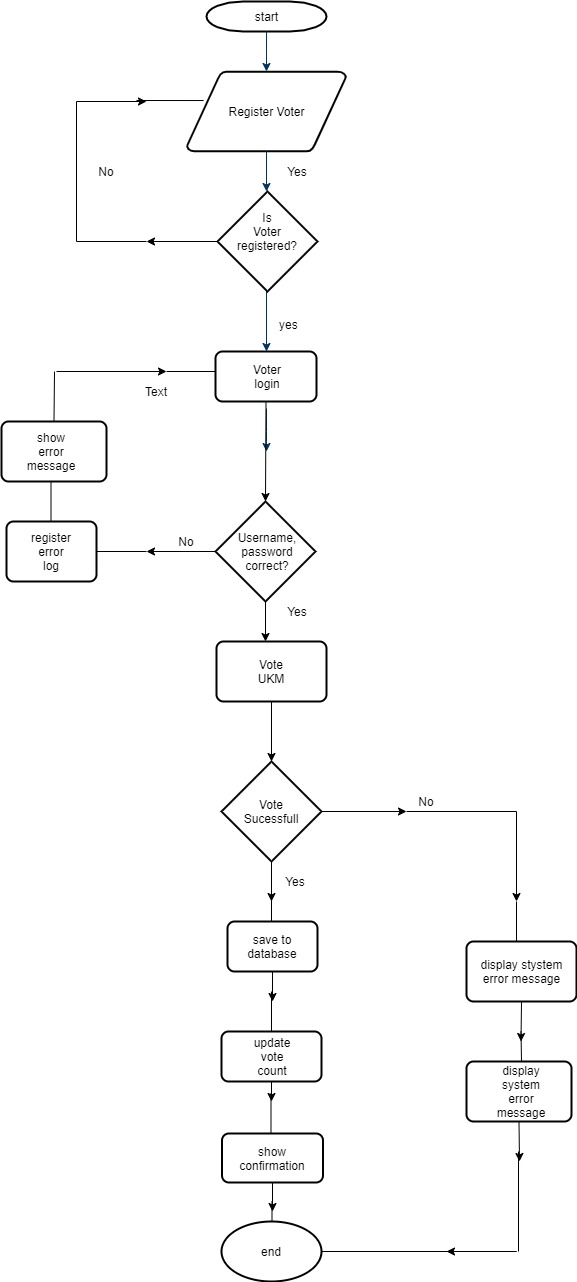 start
Register Voter
No
Yes
Is
Voter
registered?
yes
Voter
login
Text
show
error
message
register
error
log
No
Username,
password
correct?
Yes
Vote
UKM
Vote
Sucessfull
No
Yes
save to
database
display stystem
error message
update
vote
count
display
system
error
message
show
confirmation
end